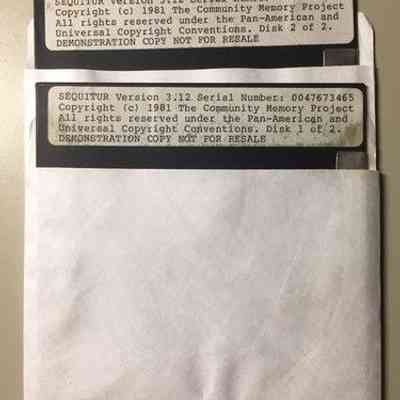 SEQUITUR Version 3.12
Copyright (c) 1981 The Community Memory Project
All rights reserved under the Pan-American and
Universal Copyright Conventions. Disk 2 of 2.
DEMONSTRATION COPY NOT FOR RESALE
SEQUITUR Version 3.12 Serial Number: 0047673465
Copyright (c) 1981 The Community Memory Project
All rights reserved under the Pan-American and
Universal Copyright Conventions. Disk 1 of 2.
DEMONSTRATION COPY NOT FOR RESALE